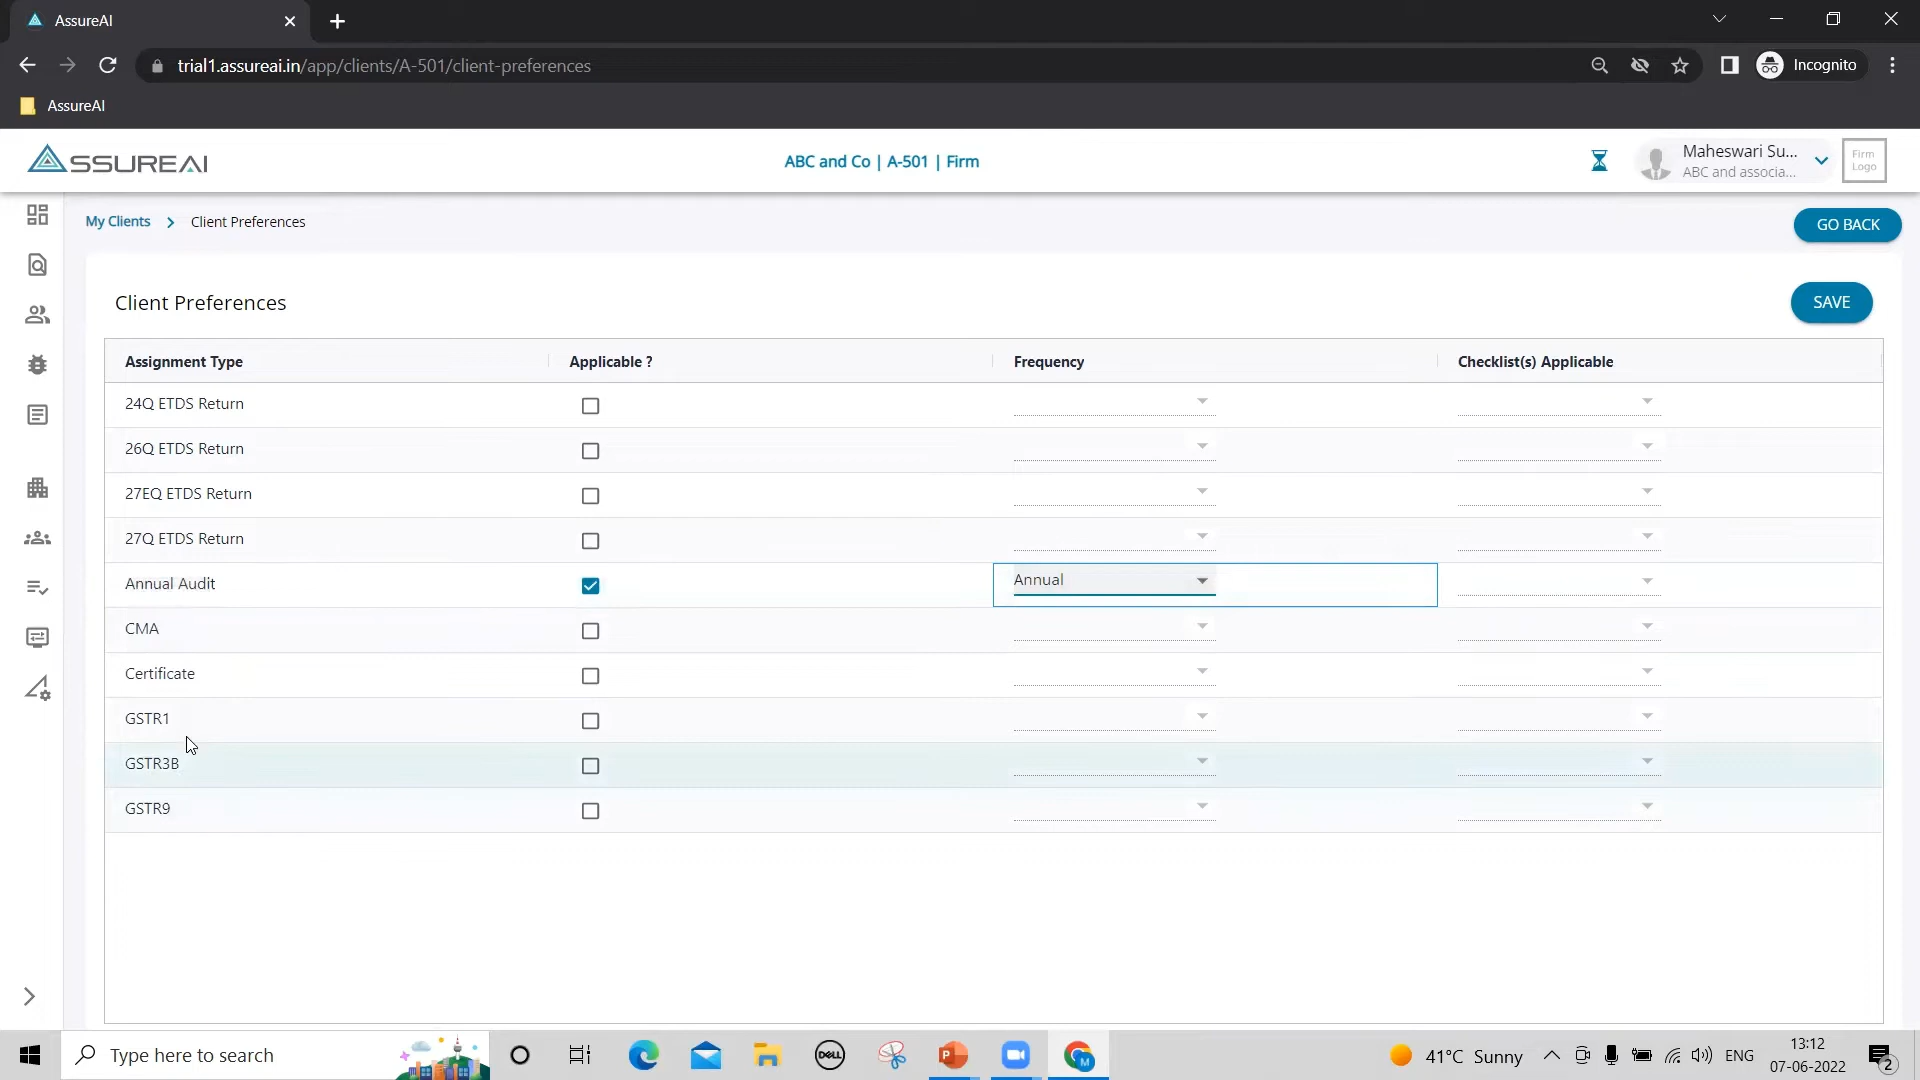 AssureAI
trial1.assureai.in/app/clients/A-501/client-preferences
Incognito
AssureAI
ASSUREAI
ABC and Co | A-501 | Firm
Maheswari Su...
ABC and associa...
Firm
Logo
My Clients
Client Preferences
GO BACK
Client Preferences
SAVE
Assignment Type
Applicable ?
Frequency
Checklist(s) Applicable
24Q ETDS Return
26Q ETDS Return
27EQ ETDS Return
27Q ETDS Return
Annual Audit
Annual
CMA
Certificate
GSTR1
GSTR3B
GSTR9
Type here to search
DELL
P
M
41°C Sunny
ENG
13:12
07-06-2022
2